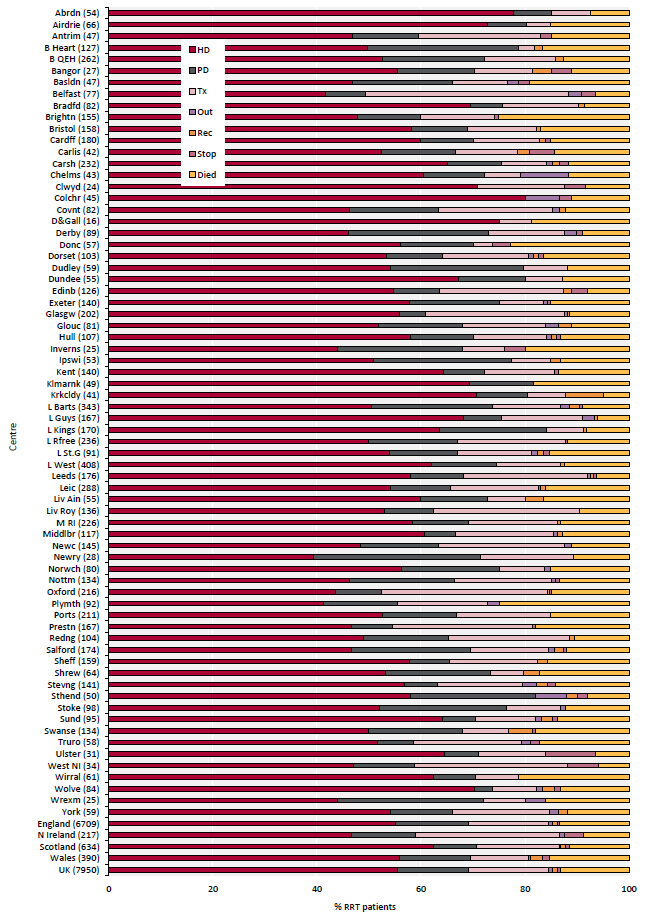 Abrdn (54)
Airdrie (66)
Antrim (47)
B Heart (127)
B QEH (262)
Bangor (27)
Basldn (47)
Belfast (77)
Bradfd (82)
Brightn (155)
Bristol (158)
Cardff (180)
Carlis (42)
Carsh (232)
Chelms (43)
Clwyd (24)
Colchr (45)
Covnt (82)
D&Gall (16)
Derby (89)
Donc (57)
Dorset (103)
Dudley (59)
Dundee (55)
Edinb (126)
Exeter (140)
Glasgw (202)
Glouc (81)
Hull (107)
Inverns (25)
Ipswi (53)
Kent (140)
Klmarnk (49)
Krkcldy (41)
L Barts (343)
L Guys (167)
L Kings (170)
L Rfree (236)
L St.G (91)
L West (408)
Leeds (176)
Leic (288)
Liv Ain (55)
Liv Roy (136)
M RI (226)
Middlbr (117)
Newc (145)
Newry (28)
Norwch (80)
Nottm (134)
Oxford (216)
Plymth (92)
Ports (211)
Prestn (167)
Redng (104)
Salford (174)
Sheff (159)
Shrew (64)
Stevng (141)
Sthend (50)
Stoke (98)
Sund (95)
Swanse (134)
Truro (58)
Ulster (31)
West NI (34)
Wirral (61)
Wolve (84)
Wrexm (25)
York (59)
England (6709)
N Ireland (217)
Scotland (634)
Wales (390)
UK (7950)
HD
PD
Tx
Out
Rec
Stop
Died
Centre
0 20 40 60 80 100
% RRT patients